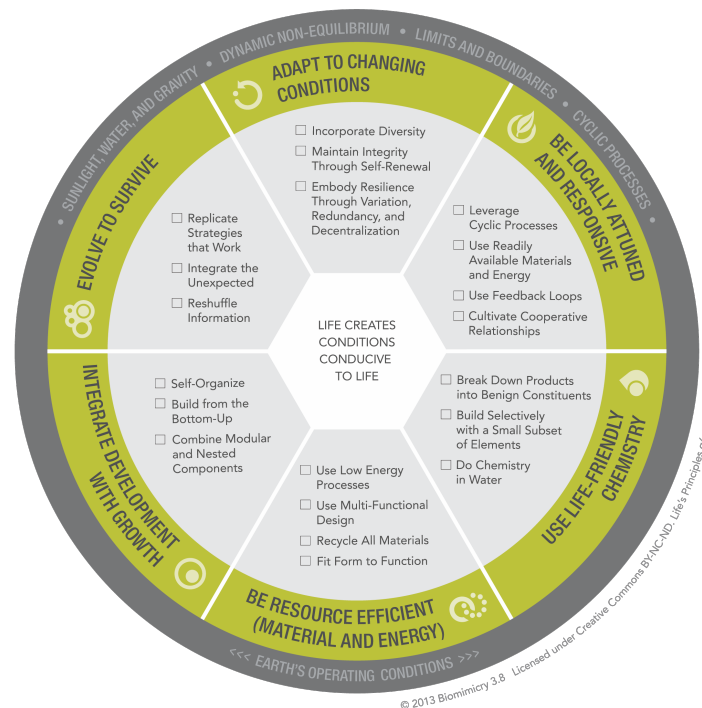 • SUNLIGHT, WATER, AND GRAVITY • DYNAMIC NON-EQUILIBRIUM • LIMITS AND BOUNDARIES • CYCLIC PROCESSES •
ADAPT TO CHANGING
CONDITIONS
☐ Incorporate Diversity
☐ Maintain Integrity
Through Self-Renewal
☐ Embody Resilience
Through Variation,
Redundancy, and
Decentralization
BE LOCALLY ATTUNED
AND RESPONSIVE
☐ Leverage
Cyclic Processes
☐ Use Readily
Available Materials
and Energy
☐ Use Feedback Loops
☐ Cultivate Cooperative
Relationships
USE LIFE-FRIENDLY
CHEMISTRY
☐ Break Down Products
into Benign Constituents
☐ Build Selectively
with a Small Subset
of Elements
☐ Do Chemistry
in Water
BE RESOURCE EFFICIENT
(MATERIAL AND ENERGY)
☐ Use Low Energy
Processes
☐ Use Multi-Functional
Design
☐ Recycle All Materials
☐ Fit Form to Function
INTEGRATE DEVELOPMENT
WITH GROWTH
☐ Self-Organize
☐ Build from the
Bottom-Up
☐ Combine Modular
and Nested
Components
EVOLVE TO SURVIVE
☐ Replicate
Strategies
that Work
☐ Integrate the
Unexpected
☐ Reshuffle
Information
LIFE CREATES
CONDITIONS
CONDUCIVE
TO LIFE
<<< EARTH'S OPERATING CONDITIONS >>>
© 2013 Biomimicry 3.8 Licensed under Creative Commons BY-NC-ND. Life's Principles of